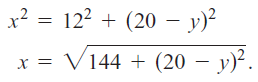 x² = 12² + (20 − y)²
x = √144 + (20 − y)².